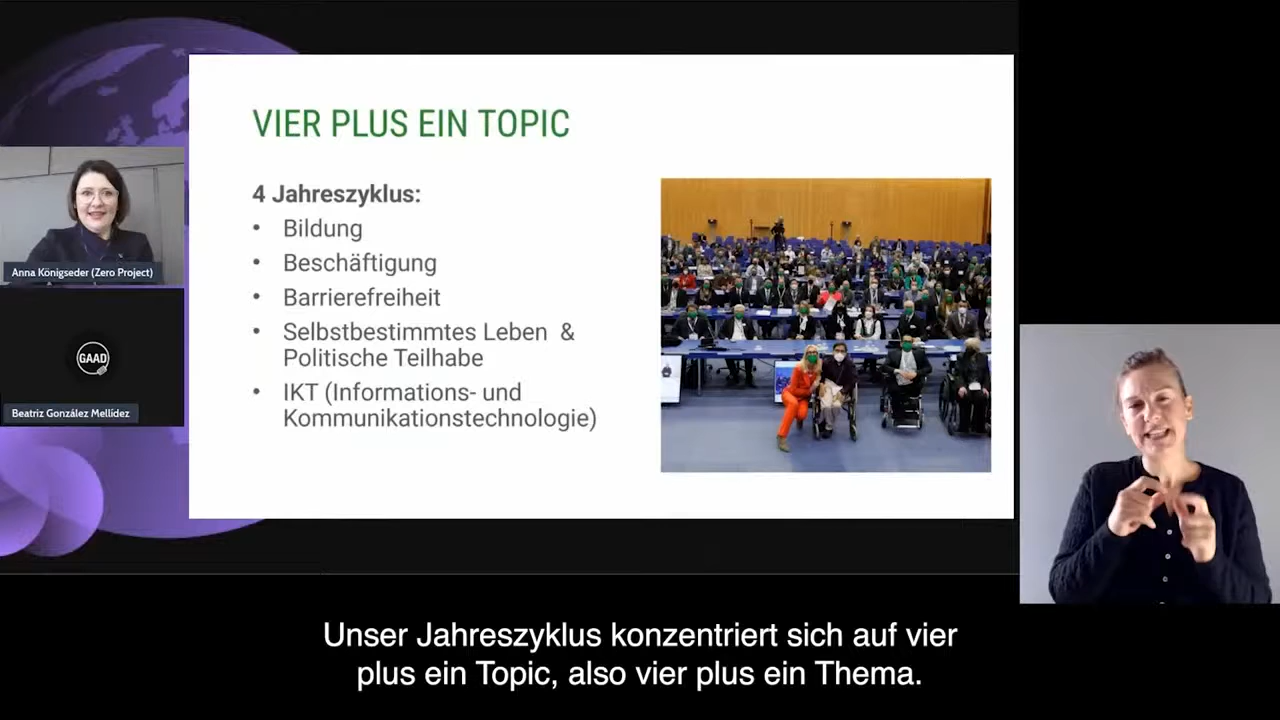 VIER PLUS EIN TOPIC
4 Jahreszyklus:
• Bildung
• Beschäftigung
• Barrierefreiheit
• Selbstbestimmtes Leben &
Politische Teilhabe
• IKT (Informations- und
Kommunikationstechnologie)
Anna Königseder (Zero Project)
GAAD
Beatriz González Mellídez
Unser Jahreszyklus konzentriert sich auf vier
plus ein Topic, also vier plus ein Thema.